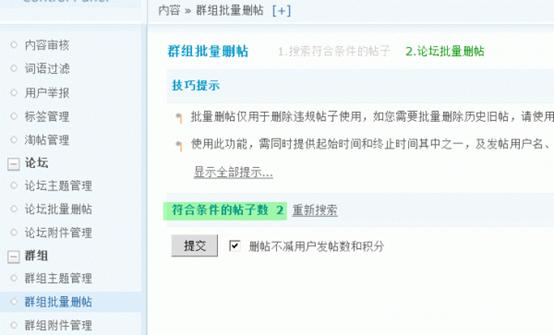 Control Panel
内容 » 群组批量删帖 [+]
内容审核
词语过滤
用户举报
标签管理
淘帖管理
论坛
论坛主题管理
论坛批量删帖
论坛附件管理
群组
群组主题管理
群组批量删帖
群组附件管理
群组批量删帖 1.搜索符合条件的帖子 2.论坛批量删帖
技巧提示
批量删帖仅用于删除违规帖子使用，如您需要批量删除历史旧帖，请使用
使用此功能，需同时提供起始时间和终止时间其中之一，及发帖用户名、
显示全部提示...
符合条件的帖子数 2 重新搜索
提交 删帖不减用户发帖数和积分